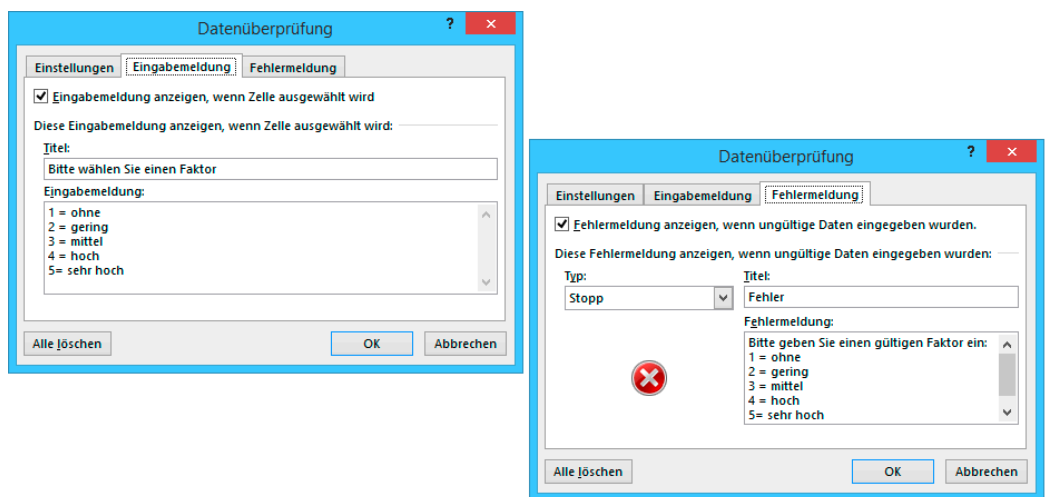 Datenüberprüfung ?
Einstellungen Eingabemeldung Fehlermeldung
Eingabemeldung anzeigen, wenn Zelle ausgewählt wird
Diese Eingabemeldung anzeigen, wenn Zelle ausgewählt wird:
Titel:
Bitte wählen Sie einen Faktor
Eingabemeldung:
1 = ohne
2 = gering
3 = mittel
4 = hoch
5= sehr hoch
Alle löschen OK Abbrechen
Datenüberprüfung ?
Einstellungen Eingabemeldung Fehlermeldung
Fehlermeldung anzeigen, wenn ungültige Daten eingegeben wurden.
Diese Fehlermeldung anzeigen, wenn ungültige Daten eingegeben wurden:
Typ: Titel:
Stopp Fehler
Fehlermeldung:
Bitte geben Sie einen gültigen Faktor ein:
1 = ohne
2 = gering
3 = mittel
4 = hoch
5= sehr hoch
Alle löschen OK Abbrechen